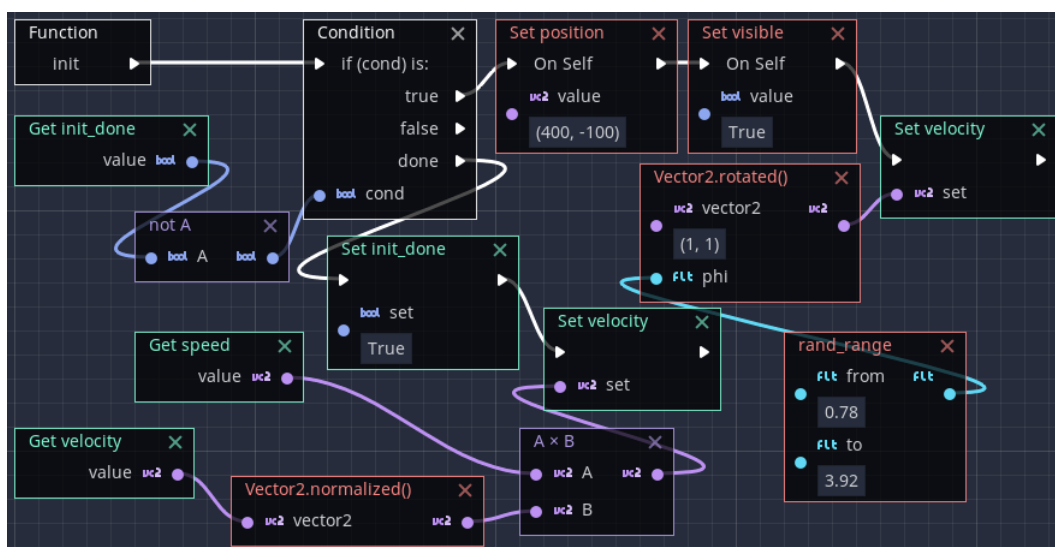 Function
init
Condition
if (cond) is:
true
false
done
bool cond
Set position
On Self
vc2 value
(400, -100)
Set visible
On Self
bool value
True
Set velocity
vc2 set
Get init_done
value bool
not A
bool A bool
Vector2.rotated()
vc2 vector2 vc2
(1, 1)
flt phi
Set init_done
bool set
True
Set velocity
vc2 set
rand_range
flt from flt
0.78
flt to
3.92
Get speed
value vc2
Get velocity
value vc2
Vector2.normalized()
vc2 vector2 vc2
A × B
vc2 A vc2
vc2 B